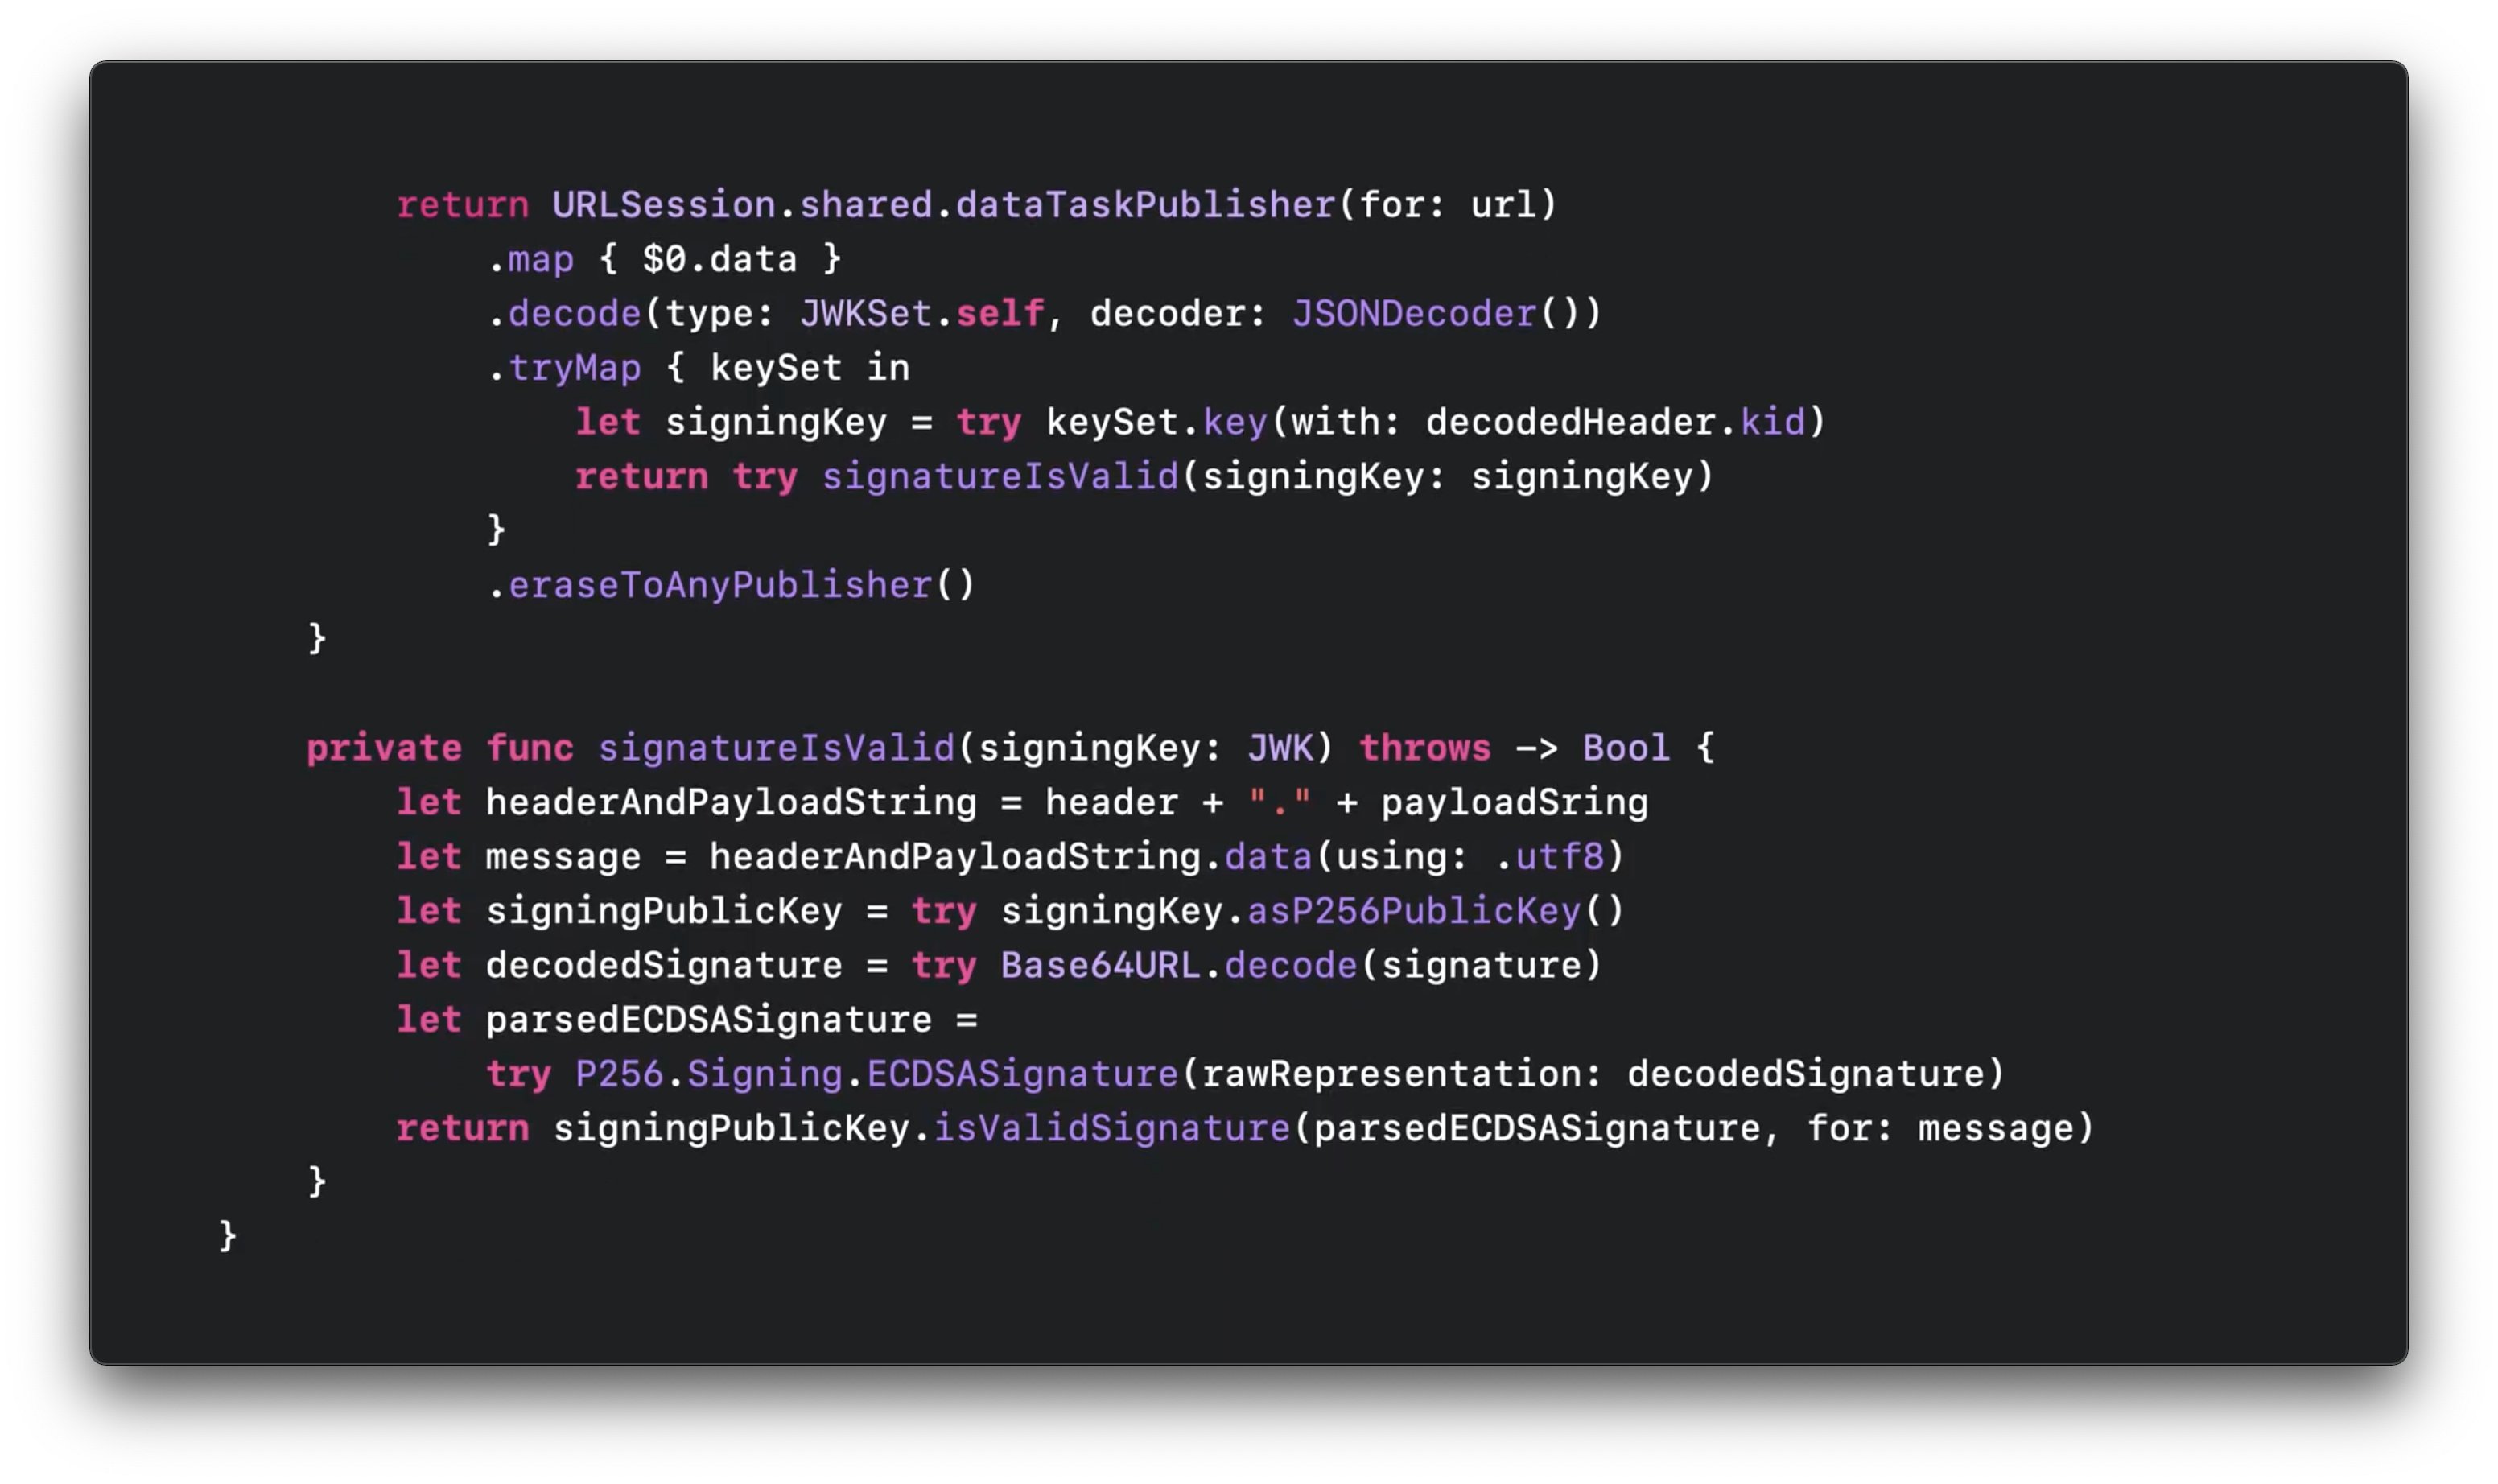 return URLSession.shared.dataTaskPublisher(for: url)
.map { $0.data }
.decode(type: JWKSet.self, decoder: JSONDecoder())
.tryMap { keySet in
let signingKey = try keySet.key(with: decodedHeader.kid)
return try signatureIsValid(signingKey: signingKey)
}
.eraseToAnyPublisher()
}
private func signatureIsValid(signingKey: JWK) throws -> Bool {
let headerAndPayloadString = header + "." + payloadSring
let message = headerAndPayloadString.data(using: .utf8)
let signingPublicKey = try signingKey.asP256PublicKey()
let decodedSignature = try Base64URL.decode(signature)
let parsedECDSASignature =
try P256.Signing.ECDSASignature(rawRepresentation: decodedSignature)
return signingPublicKey.isValidSignature(parsedECDSASignature, for: message)
}
}